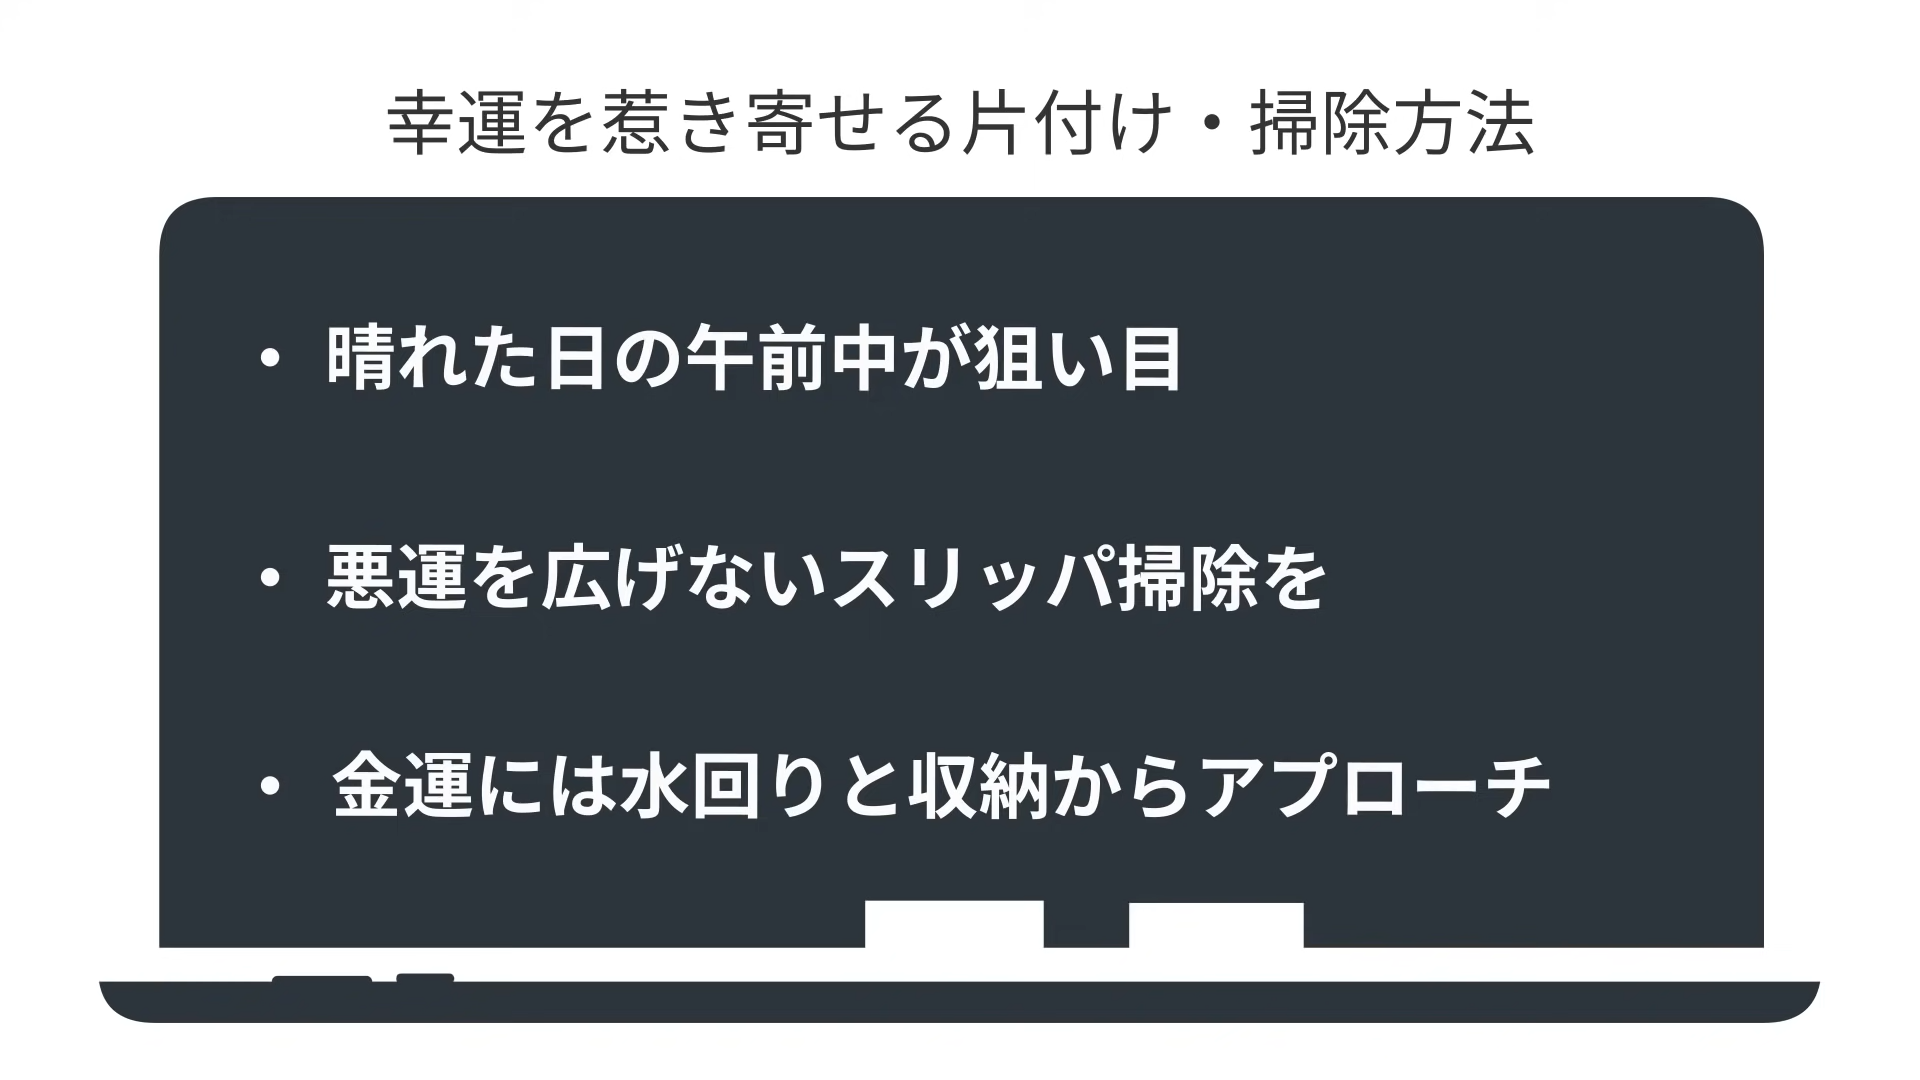 幸運を惹き寄せる片付け・掃除方法
• 晴れた日の午前中が狙い目
• 悪運を広げないスリッパ掃除を
• 金運には水回りと収納からアプローチ